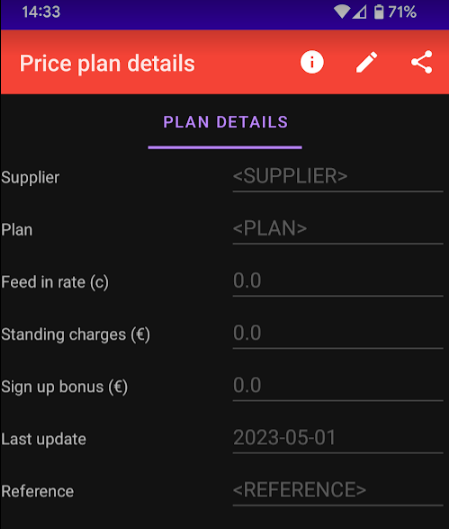 14:33 71%
Price plan details
PLAN DETAILS
Supplier <SUPPLIER>
Plan <PLAN>
Feed in rate (c) 0.0
Standing charges (€) 0.0
Sign up bonus (€) 0.0
Last update 2023-05-01
Reference <REFERENCE>